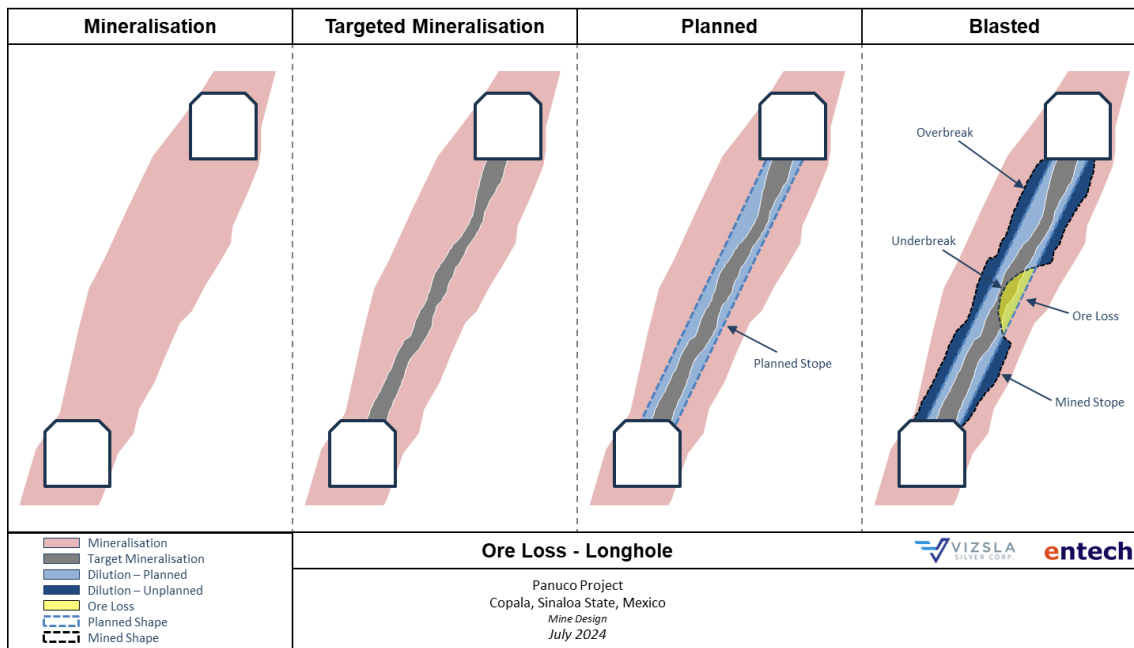 Mineralisation
Targeted Mineralisation
Planned
Blasted
Planned Stope
Overbreak
Underbreak
Ore Loss
Mined Stope
Mineralisation
Target Mineralisation
Dilution – Planned
Dilution – Unplanned
Ore Loss
Planned Shape
Mined Shape
Ore Loss - Longhole
VIZSLA
SILVER CORP.
entech
Panuco Project
Copala, Sinaloa State, Mexico
Mine Design
July 2024